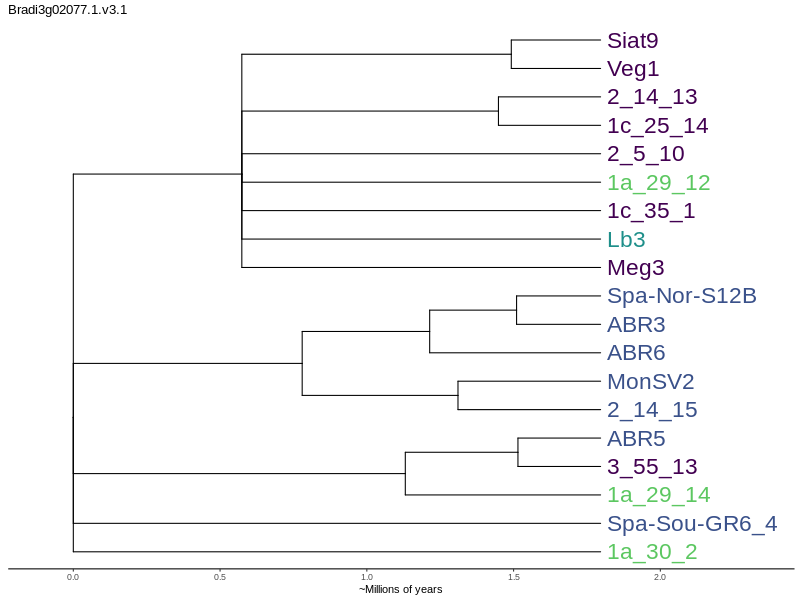 Bradi3g02077.1.v3.1
Siat9
Veg1
2_14_13
1c_25_14
2_5_10
1a_29_12
1c_35_1
Lb3
Meg3
Spa-Nor-S12B
ABR3
ABR6
MonSV2
2_14_15
ABR5
3_55_13
1a_29_14
Spa-Sou-GR6_4
1a_30_2
0.0 0.5 1.0 1.5 2.0
~Millions of years